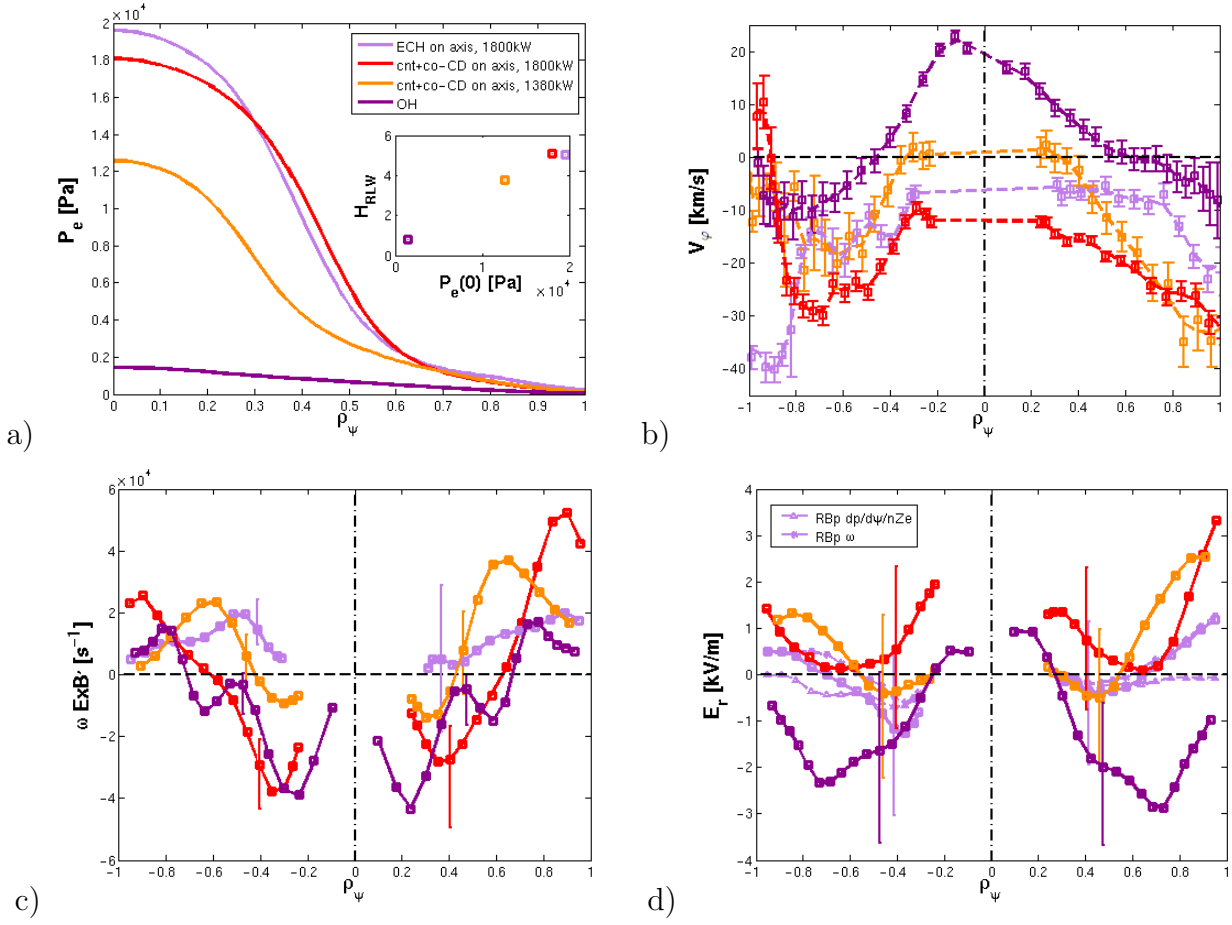 × 10⁴
2
1.8
1.6
1.4
1.2
1
0.8
0.6
0.4
0.2
0
P_e [Pa]
ECH on axis, 1800kW
cnt+co-CD on axis, 1800kW
cnt+co-CD on axis, 1380kW
OH
6
4
2
0
H_RLW
0 1 2
P_e(0) [Pa] × 10⁴
0 0.1 0.2 0.3 0.4 0.5 0.6 0.7 0.8 0.9 1
ρ_ψ
a)
20
10
0
-10
-20
-30
-40
V_φ [km/s]
-1 -0.8 -0.6 -0.4 -0.2 0 0.2 0.4 0.6 0.8 1
ρ_ψ
b)
× 10⁴
6
4
2
0
-2
-4
-6
ω ExB, [s⁻¹]
-1 -0.8 -0.6 -0.4 -0.2 0 0.2 0.4 0.6 0.8 1
ρ_ψ
c)
4
3
2
1
0
-1
-2
-3
-4
E_r [kV/m]
RBp dp/dψ/nZe
RBp ω
-1 -0.8 -0.6 -0.4 -0.2 0 0.2 0.4 0.6 0.8 1
ρ_ψ
d)